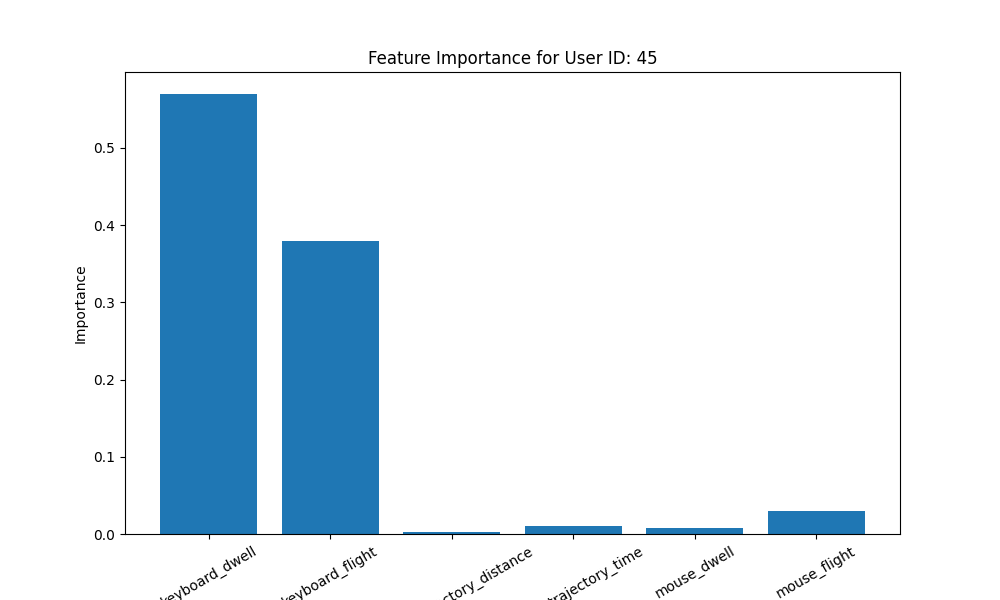 Feature Importance for User ID: 45
Importance
0.5
0.4
0.3
0.2
0.1
0.0
keyboard_dwell
keyboard_flight
ctory_distance
trajectory_time
mouse_dwell
mouse_flight